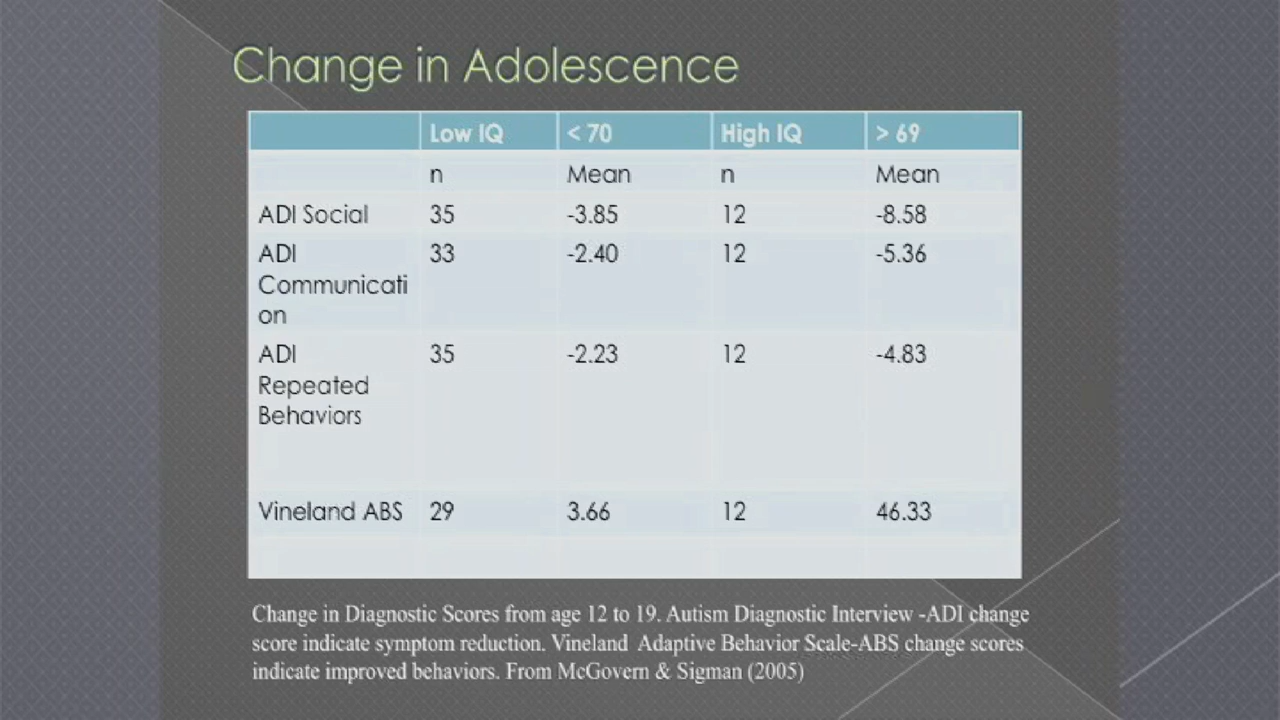 Change in Adolescence
Low IQ < 70 High IQ > 69
n Mean n Mean
ADI Social 35 -3.85 12 -8.58
ADI 33 -2.40 12 -5.36
Communicati
on
ADI 35 -2.23 12 -4.83
Repeated
Behaviors
Vineland ABS 29 3.66 12 46.33
Change in Diagnostic Scores from age 12 to 19. Autism Diagnostic Interview -ADI change
score indicate symptom reduction. Vineland Adaptive Behavior Scale-ABS change scores
indicate improved behaviors. From McGovern & Sigman (2005)